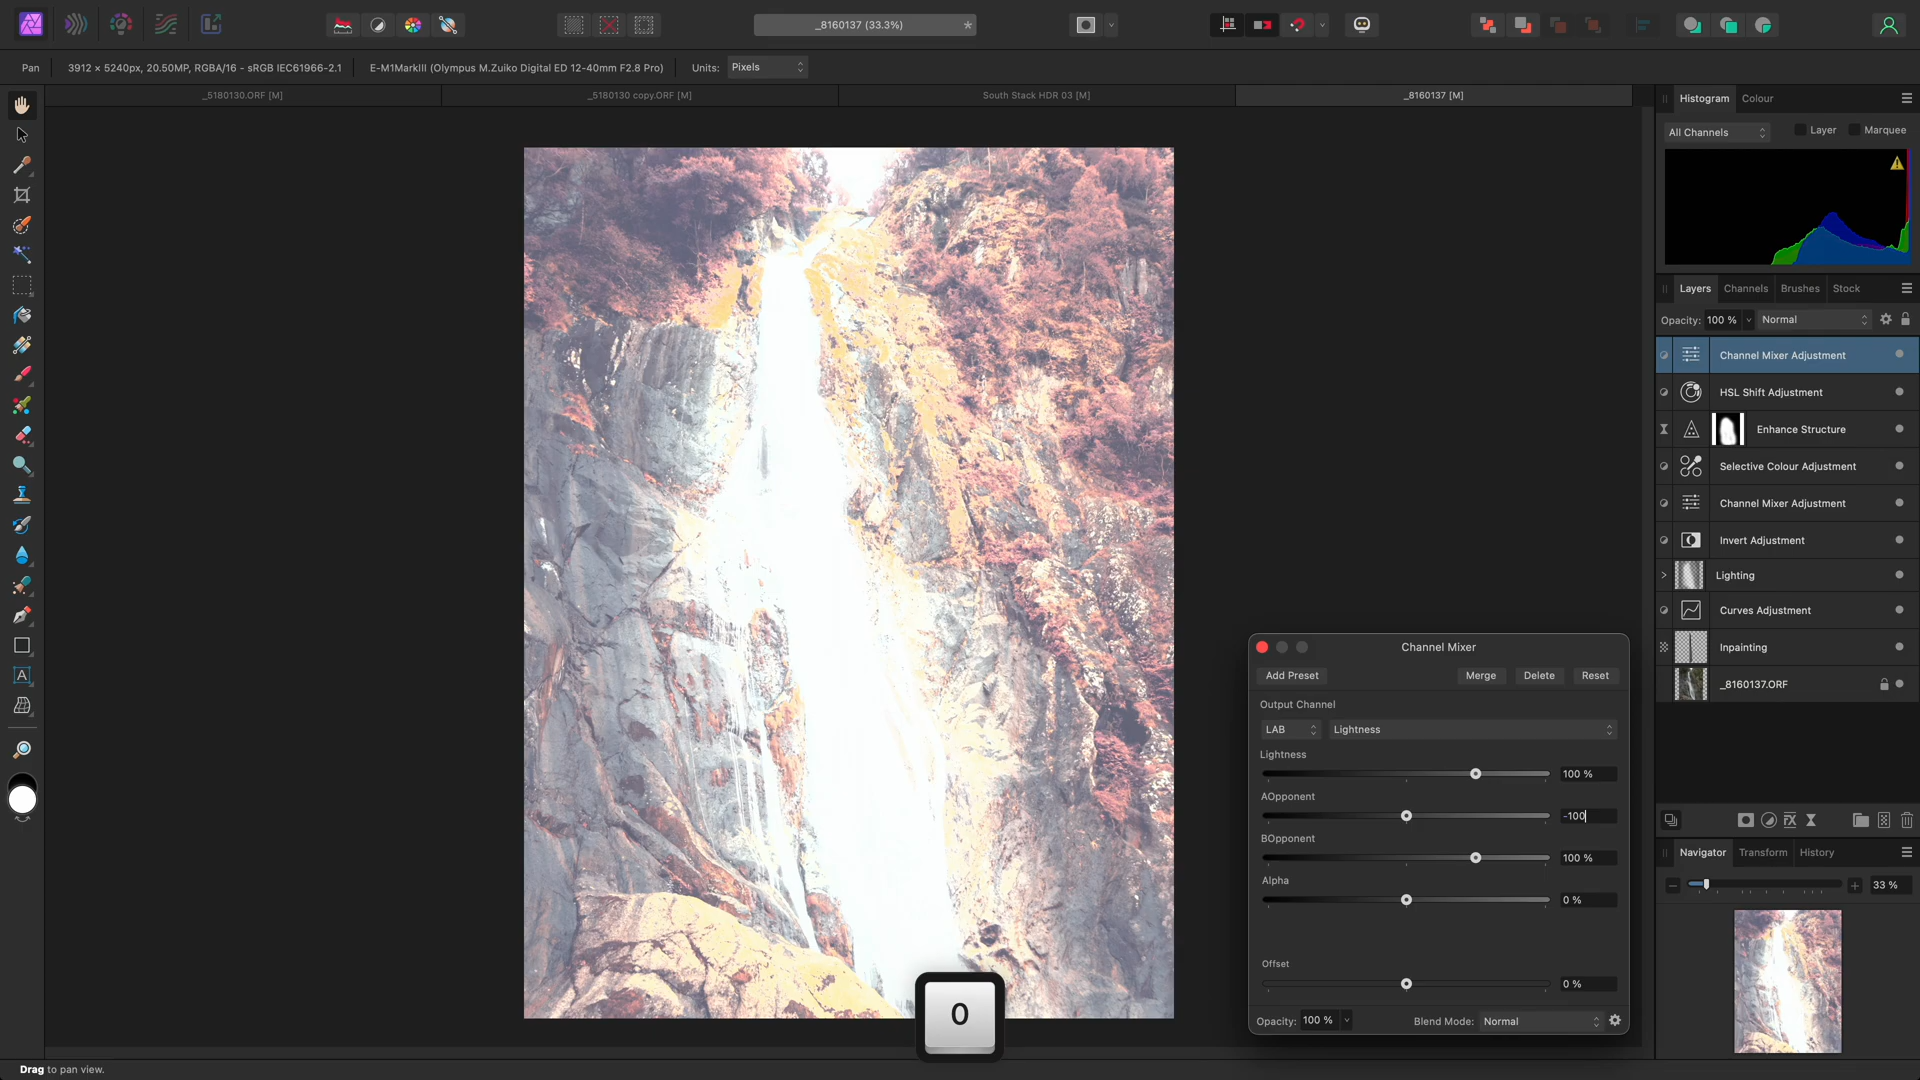 _8160137 (33.3%)
*
Pan
3912 × 5240px, 20.50MP, RGBA/16 - sRGB IEC61966-2.1
E-M1MarkIII (Olympus M.Zuiko Digital ED 12-40mm F2.8 Pro)
Units:
Pixels
_5180130.ORF [M]
_5180130 copy.ORF [M]
South Stack HDR 03 [M]
_8160137 [M]
Histogram
Colour
All Channels
Layer
Marquee
Layers
Channels
Brushes
Stock
Opacity:
100 %
Normal
Channel Mixer Adjustment
HSL Shift Adjustment
Enhance Structure
Selective Colour Adjustment
Channel Mixer Adjustment
Invert Adjustment
Lighting
Curves Adjustment
Inpainting
_8160137.ORF
Channel Mixer
Add Preset
Merge
Delete
Reset
Output Channel
LAB
Lightness
Lightness
100 %
AOpponent
-100
BOpponent
100 %
Alpha
0 %
Offset
0 %
Opacity:
100 %
Blend Mode:
Normal
Navigator
Transform
History
33 %
0
Drag to pan view.